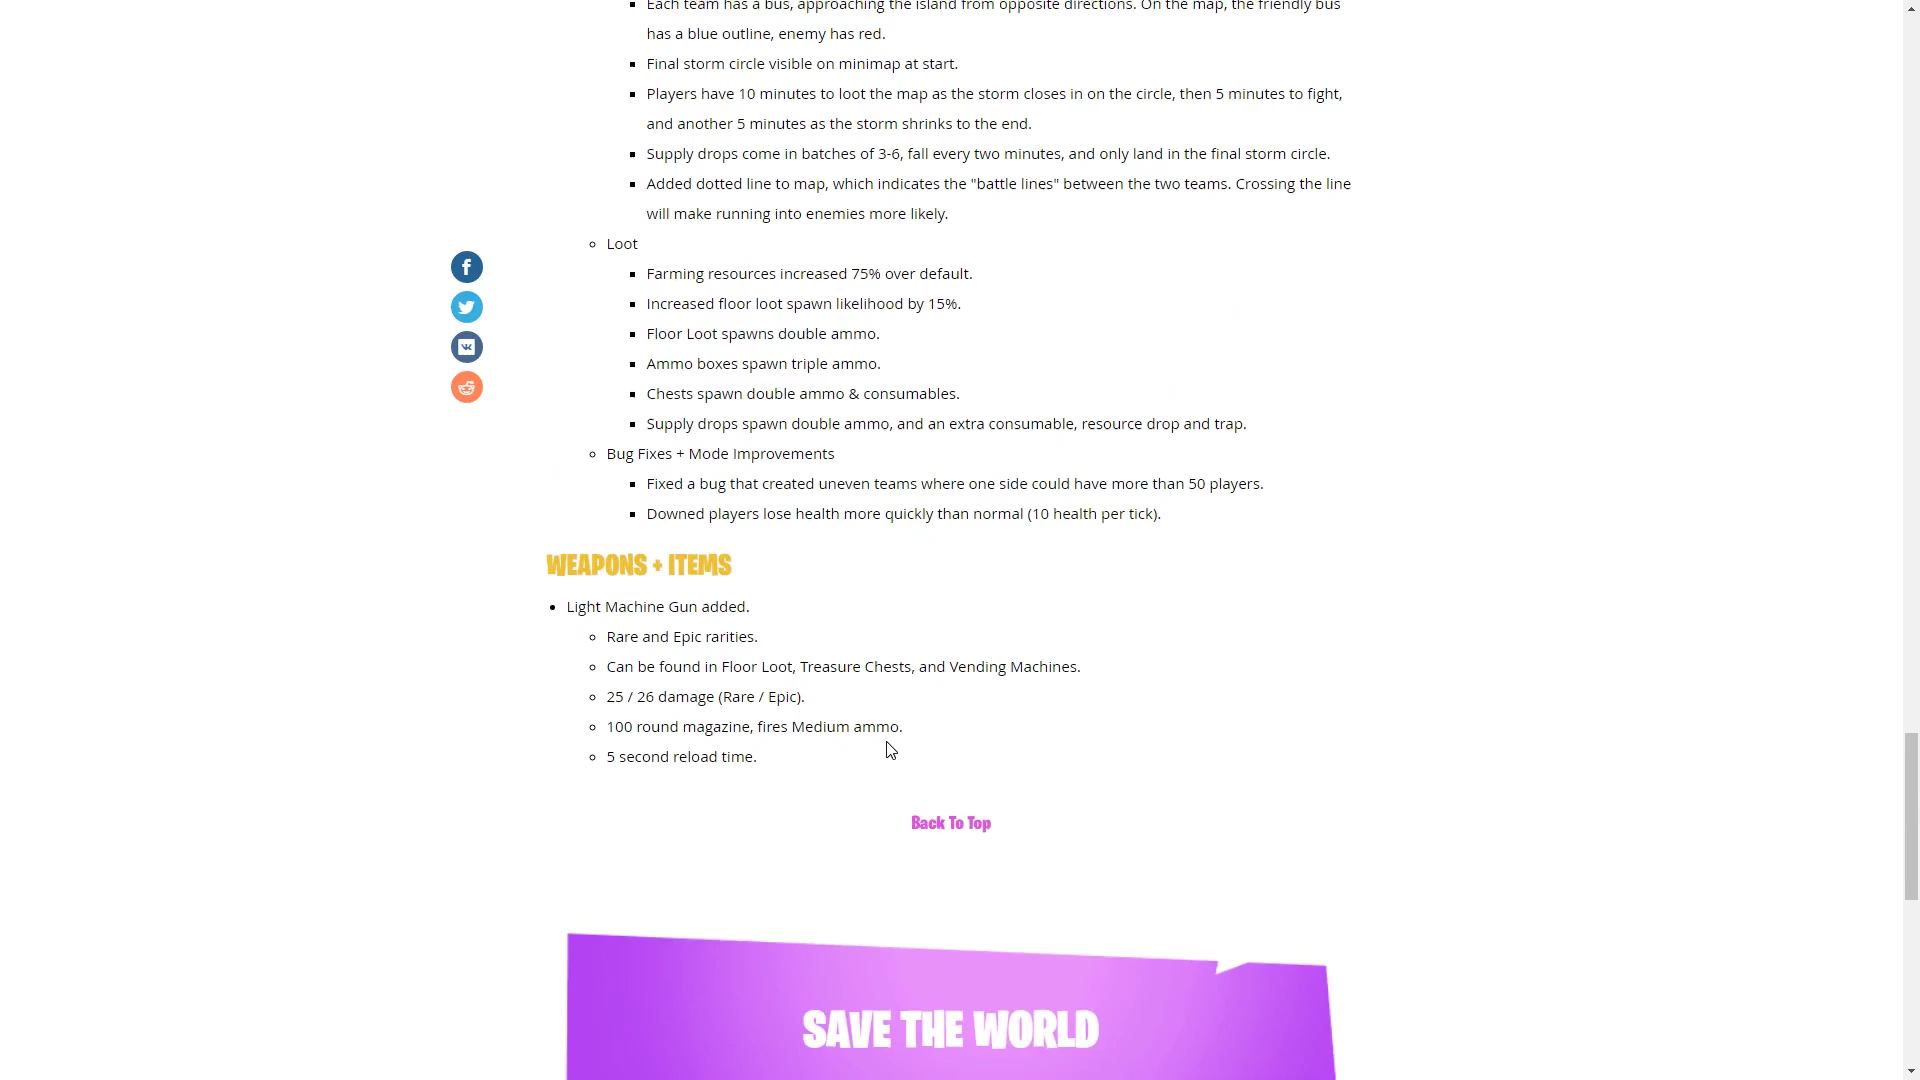 Each team has a bus, approaching the island from opposite directions. On the map, the friendly bus
has a blue outline, enemy has red.
Final storm circle visible on minimap at start.
Players have 10 minutes to loot the map as the storm closes in on the circle, then 5 minutes to fight,
and another 5 minutes as the storm shrinks to the end.
Supply drops come in batches of 3-6, fall every two minutes, and only land in the final storm circle.
Added dotted line to map, which indicates the "battle lines" between the two teams. Crossing the line
will make running into enemies more likely.
Loot
Farming resources increased 75% over default.
Increased floor loot spawn likelihood by 15%.
Floor Loot spawns double ammo.
Ammo boxes spawn triple ammo.
Chests spawn double ammo & consumables.
Supply drops spawn double ammo, and an extra consumable, resource drop and trap.
Bug Fixes + Mode Improvements
Fixed a bug that created uneven teams where one side could have more than 50 players.
Downed players lose health more quickly than normal (10 health per tick).
WEAPONS + ITEMS
Light Machine Gun added.
Rare and Epic rarities.
Can be found in Floor Loot, Treasure Chests, and Vending Machines.
25 / 26 damage (Rare / Epic).
100 round magazine, fires Medium ammo.
5 second reload time.
Back To Top
SAVE THE WORLD